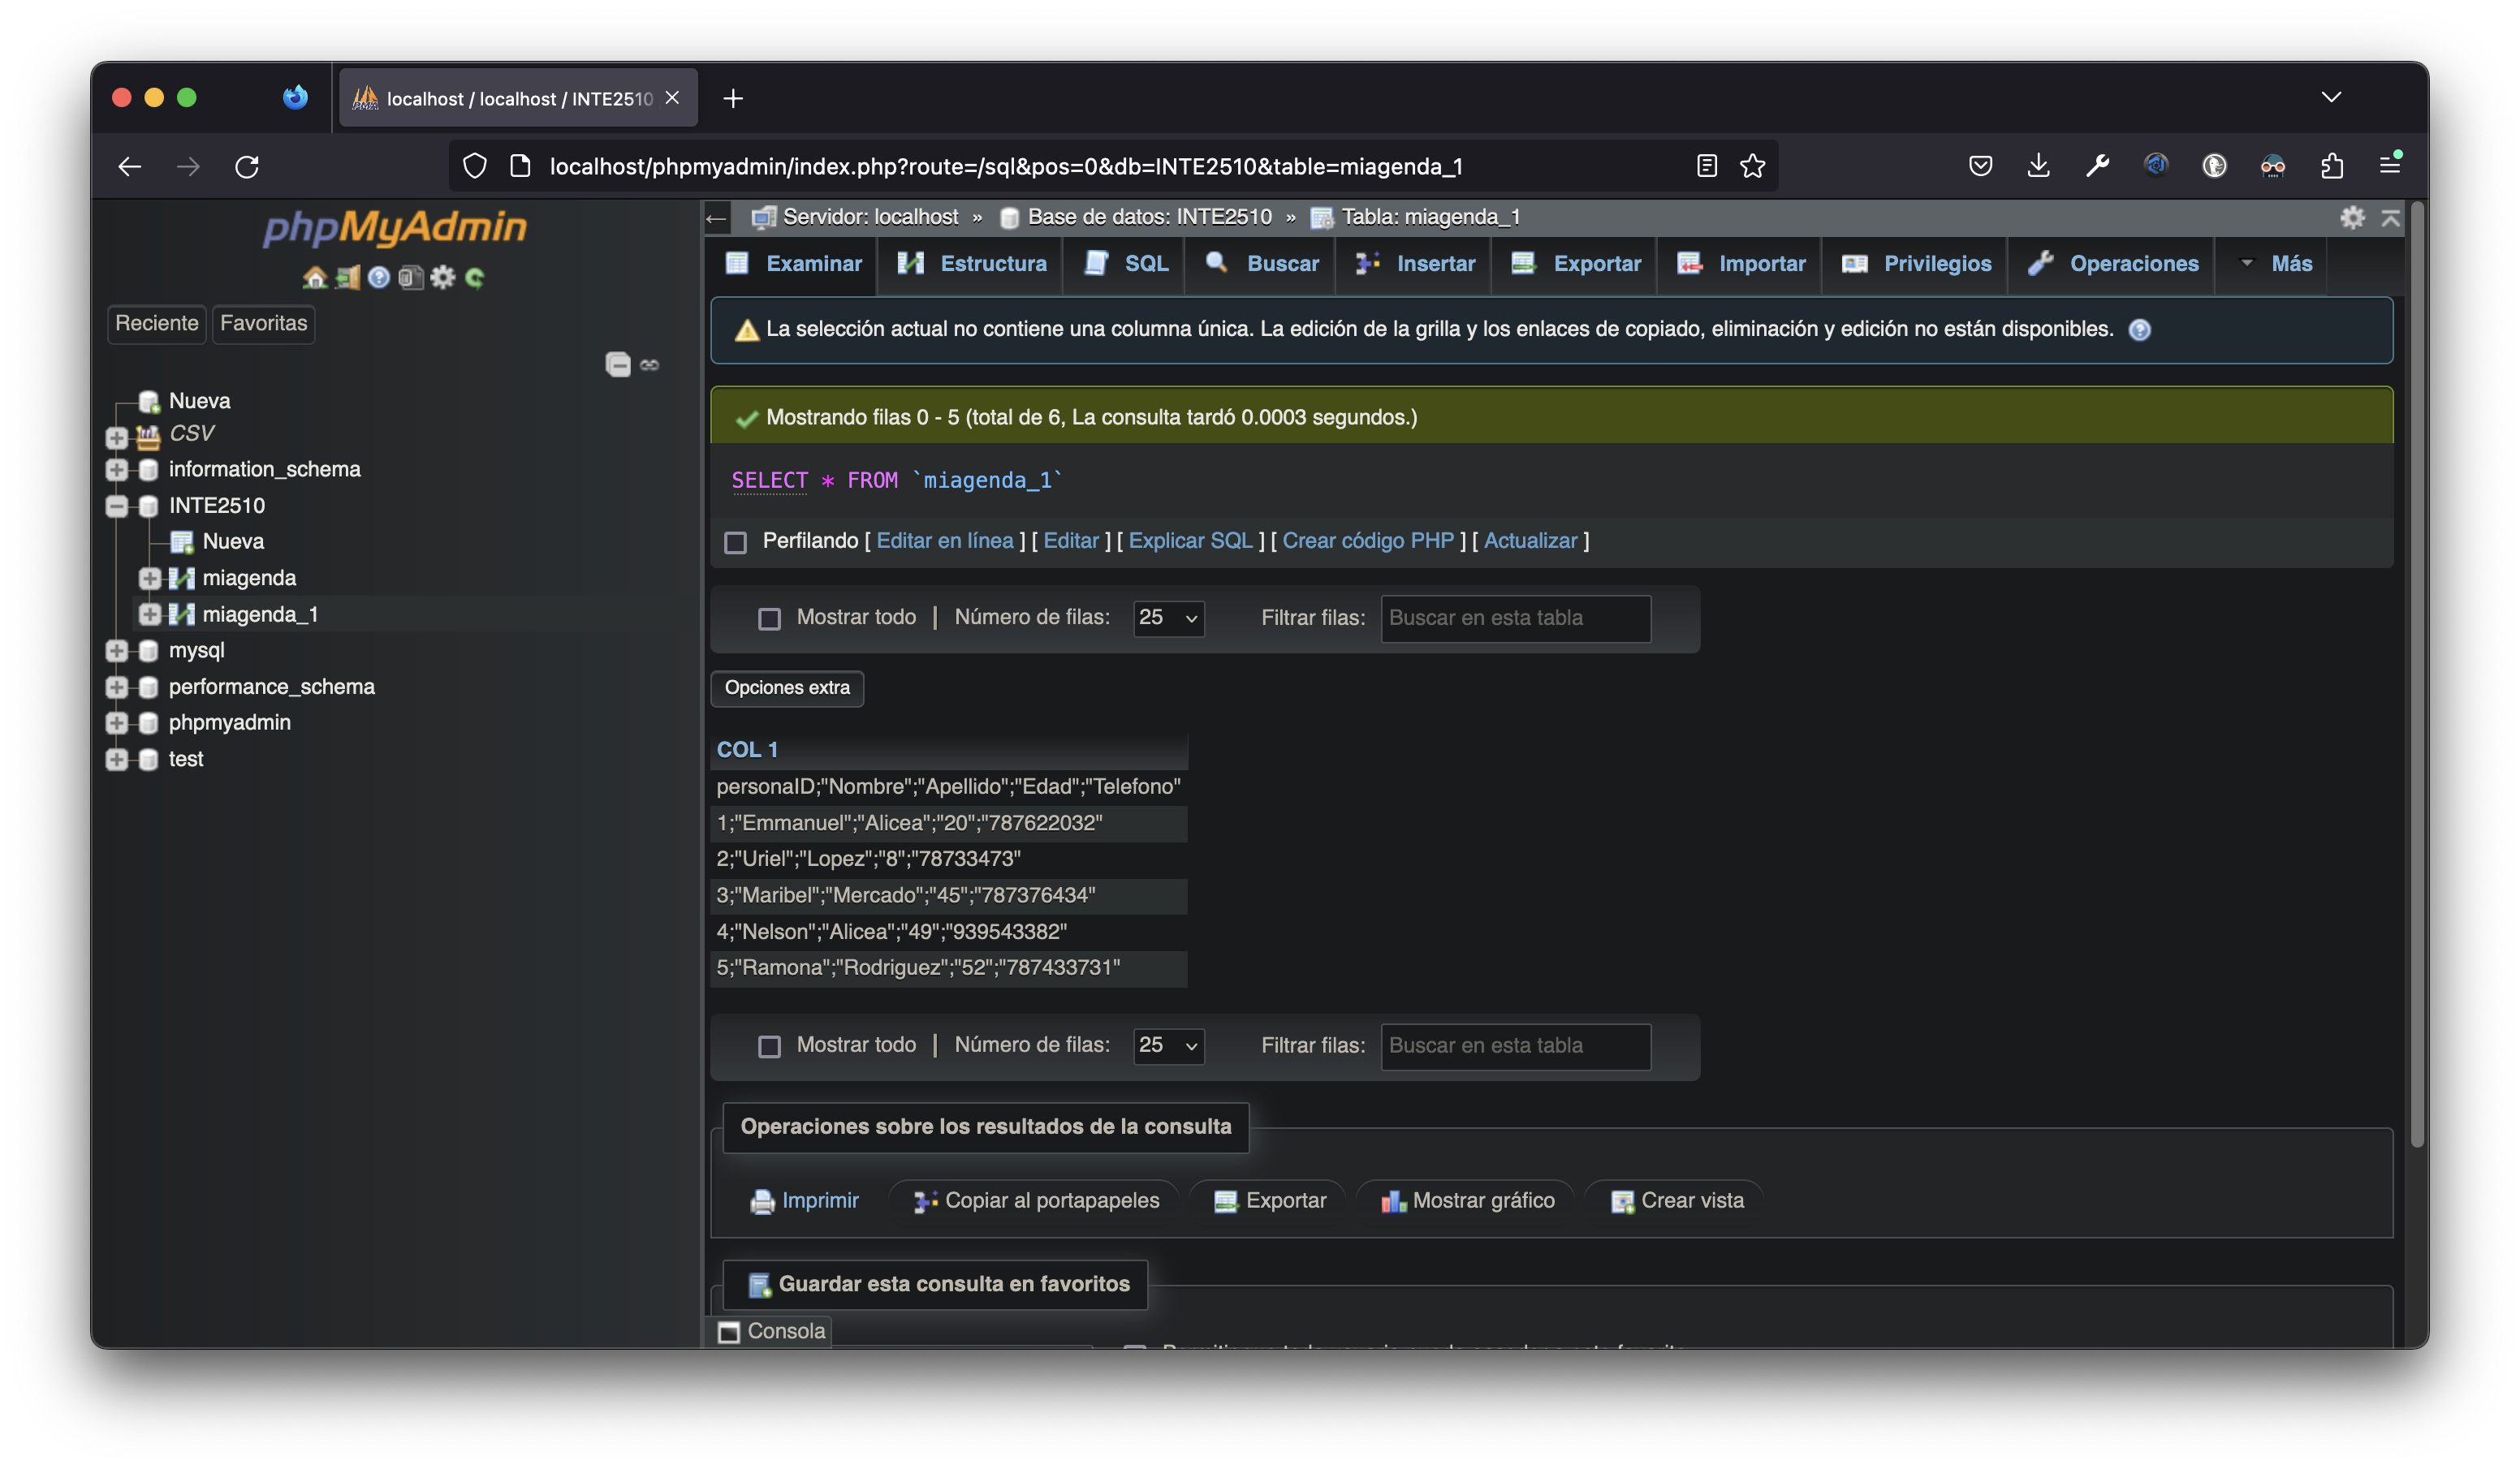 localhost / localhost / INTE2510
localhost/phpmyadmin/index.php?route=/sql&pos=0&db=INTE2510&table=miagenda_1
phpMyAdmin
Reciente
Favoritas
Nueva
CSV
information_schema
INTE2510
Nueva
miagenda
miagenda_1
mysql
performance_schema
phpmyadmin
test
Servidor: localhost » Base de datos: INTE2510 » Tabla: miagenda_1
Examinar Estructura SQL Buscar Insertar Exportar Importar Privilegios Operaciones Más
La selección actual no contiene una columna única. La edición de la grilla y los enlaces de copiado, eliminación y edición no están disponibles.
Mostrando filas 0 - 5 (total de 6, La consulta tardó 0.0003 segundos.)
SELECT * FROM `miagenda_1`
Perfilando [ Editar en línea ] [ Editar ] [ Explicar SQL ] [ Crear código PHP ] [ Actualizar ]
Mostrar todo | Número de filas: 25 Filtrar filas: Buscar en esta tabla
Opciones extra
COL 1
personaID;"Nombre";"Apellido";"Edad";"Telefono"
1;"Emmanuel";"Alicea";"20";"787622032"
2;"Uriel";"Lopez";"8";"78733473"
3;"Maribel";"Mercado";"45";"787376434"
4;"Nelson";"Alicea";"49";"939543382"
5;"Ramona";"Rodriguez";"52";"787433731"
Mostrar todo | Número de filas: 25 Filtrar filas: Buscar en esta tabla
Operaciones sobre los resultados de la consulta
Imprimir Copiar al portapapeles Exportar Mostrar gráfico Crear vista
Guardar esta consulta en favoritos
Consola